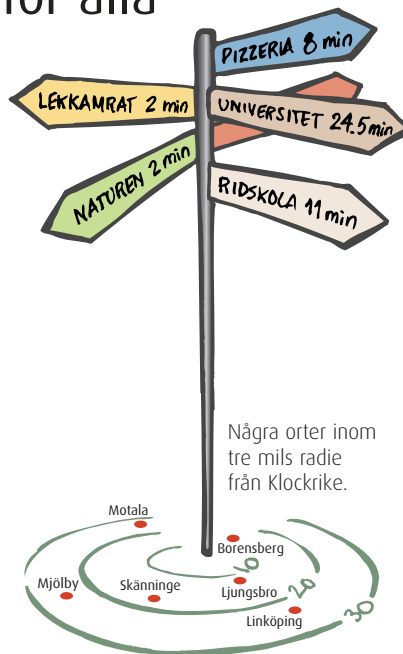 för alla
PIZZERIA 8 min
LEKKAMRAT 2 min
UNIVERSITET 24.5 min
NATUREN 2 min
RIDSKOLA 11 min
Några orter inom
tre mils radie
från Klockrike.
Motala
Borensberg
10
Mjölby
Skänninge
Ljungsbro
20
Linköping
30